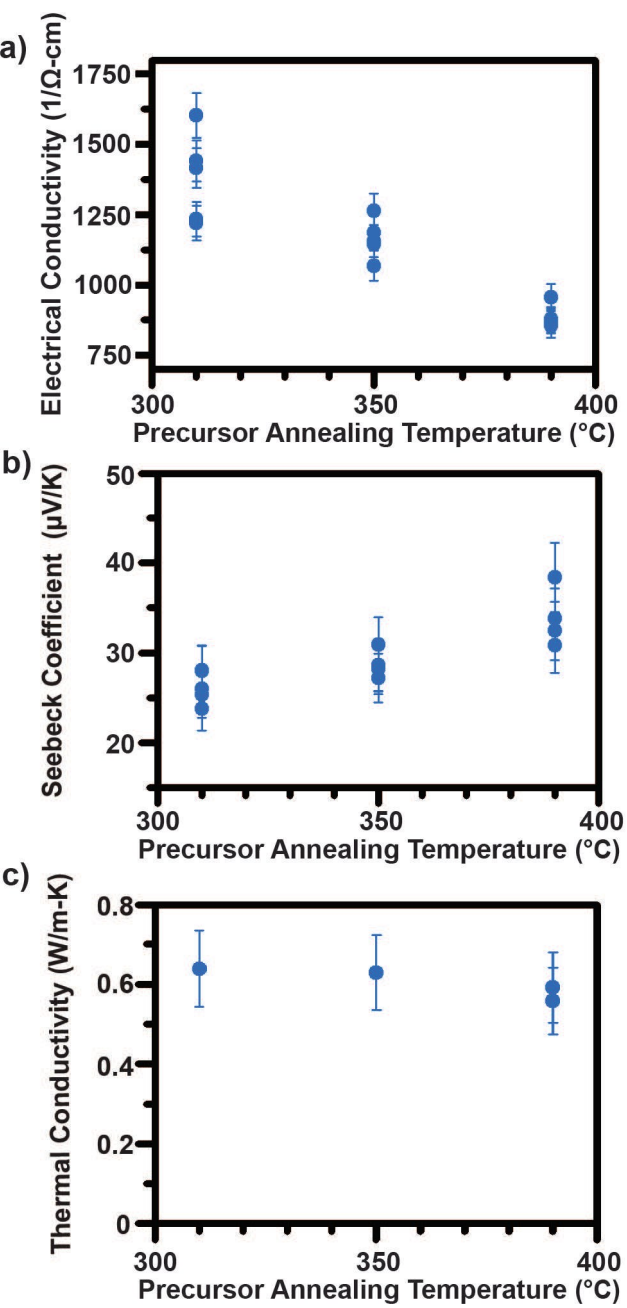 a)
Electrical Conductivity (1/Ω-cm)
1750
1500
1250
1000
750
300 350 400
Precursor Annealing Temperature (°C)
b)
Seebeck Coefficient (µV/K)
50
40
30
20
300 350 400
Precursor Annealing Temperature (°C)
c)
Thermal Conductivity (W/m-K)
0.8
0.6
0.4
0.2
0
300 350 400
Precursor Annealing Temperature (°C)